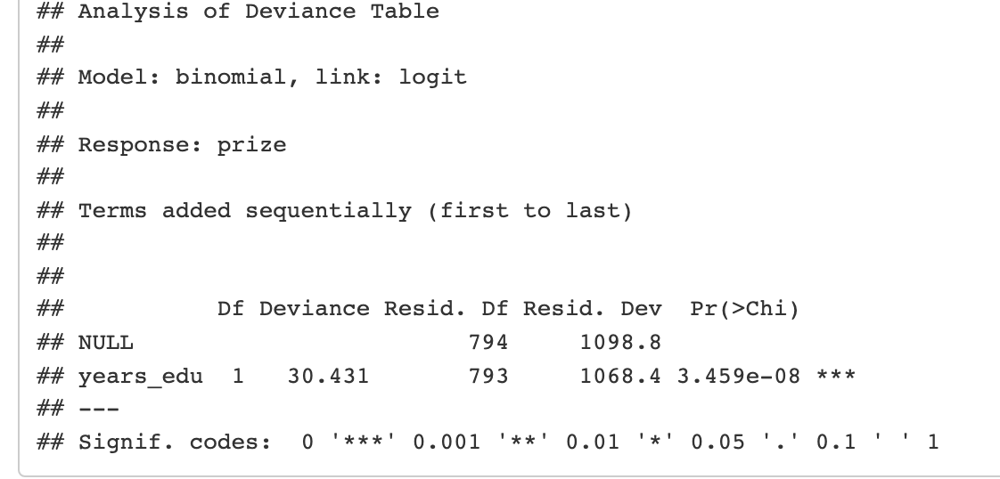 ## Analysis of Deviance Table
##
## Model: binomial, link: logit
##
## Response: prize
##
## Terms added sequentially (first to last)
##
##
##           Df Deviance Resid. Df Resid. Dev  Pr(>Chi)
## NULL                        794     1098.8
## years_edu  1   30.431       793     1068.4 3.459e-08 ***
## ---
## Signif. codes:  0 '***' 0.001 '**' 0.01 '*' 0.05 '.' 0.1 ' ' 1